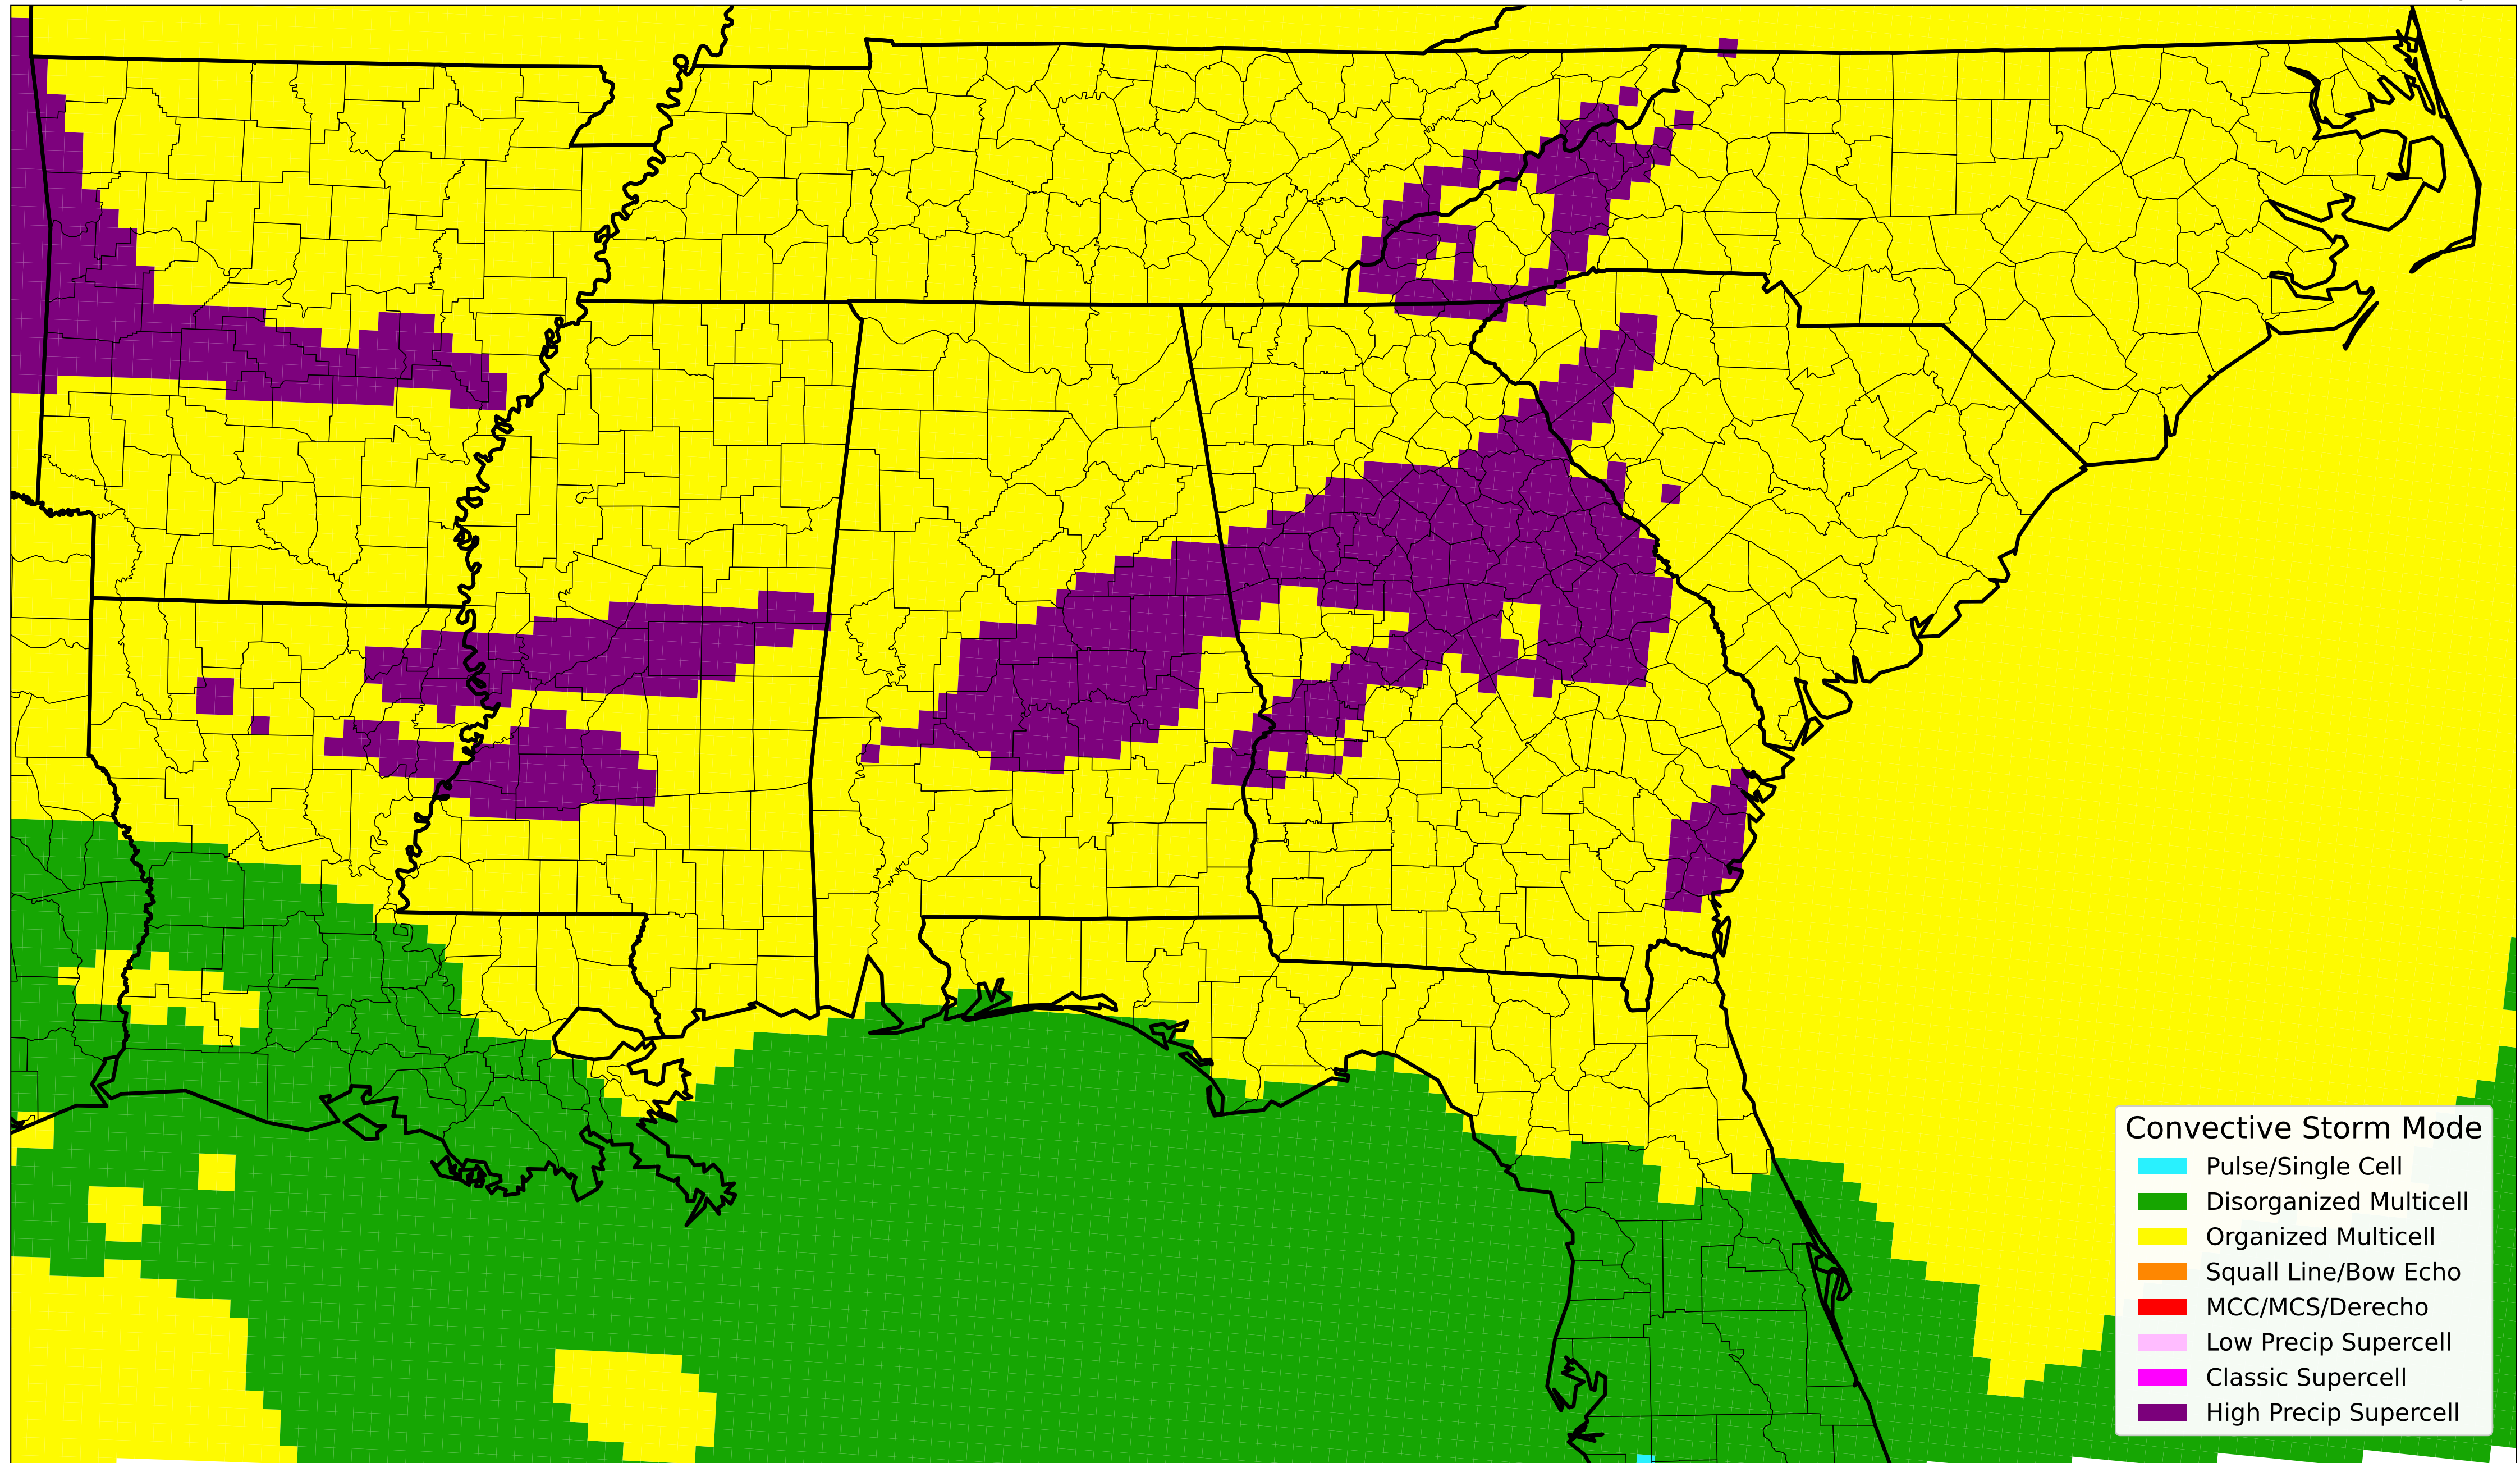 Convective Storm Mode
Pulse/Single Cell
Disorganized Multicell
Organized Multicell
Squall Line/Bow Echo
MCC/MCS/Derecho
Low Precip Supercell
Classic Supercell
High Precip Supercell